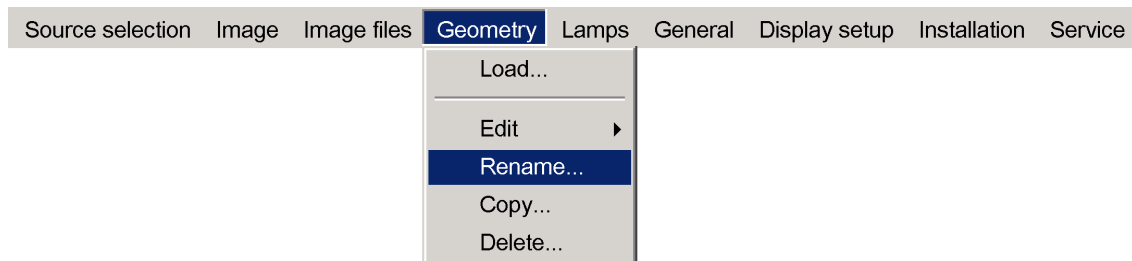 Source selection Image Image files Geometry Lamps General Display setup Installation Service
Load...
Edit
Rename...
Copy...
Delete...